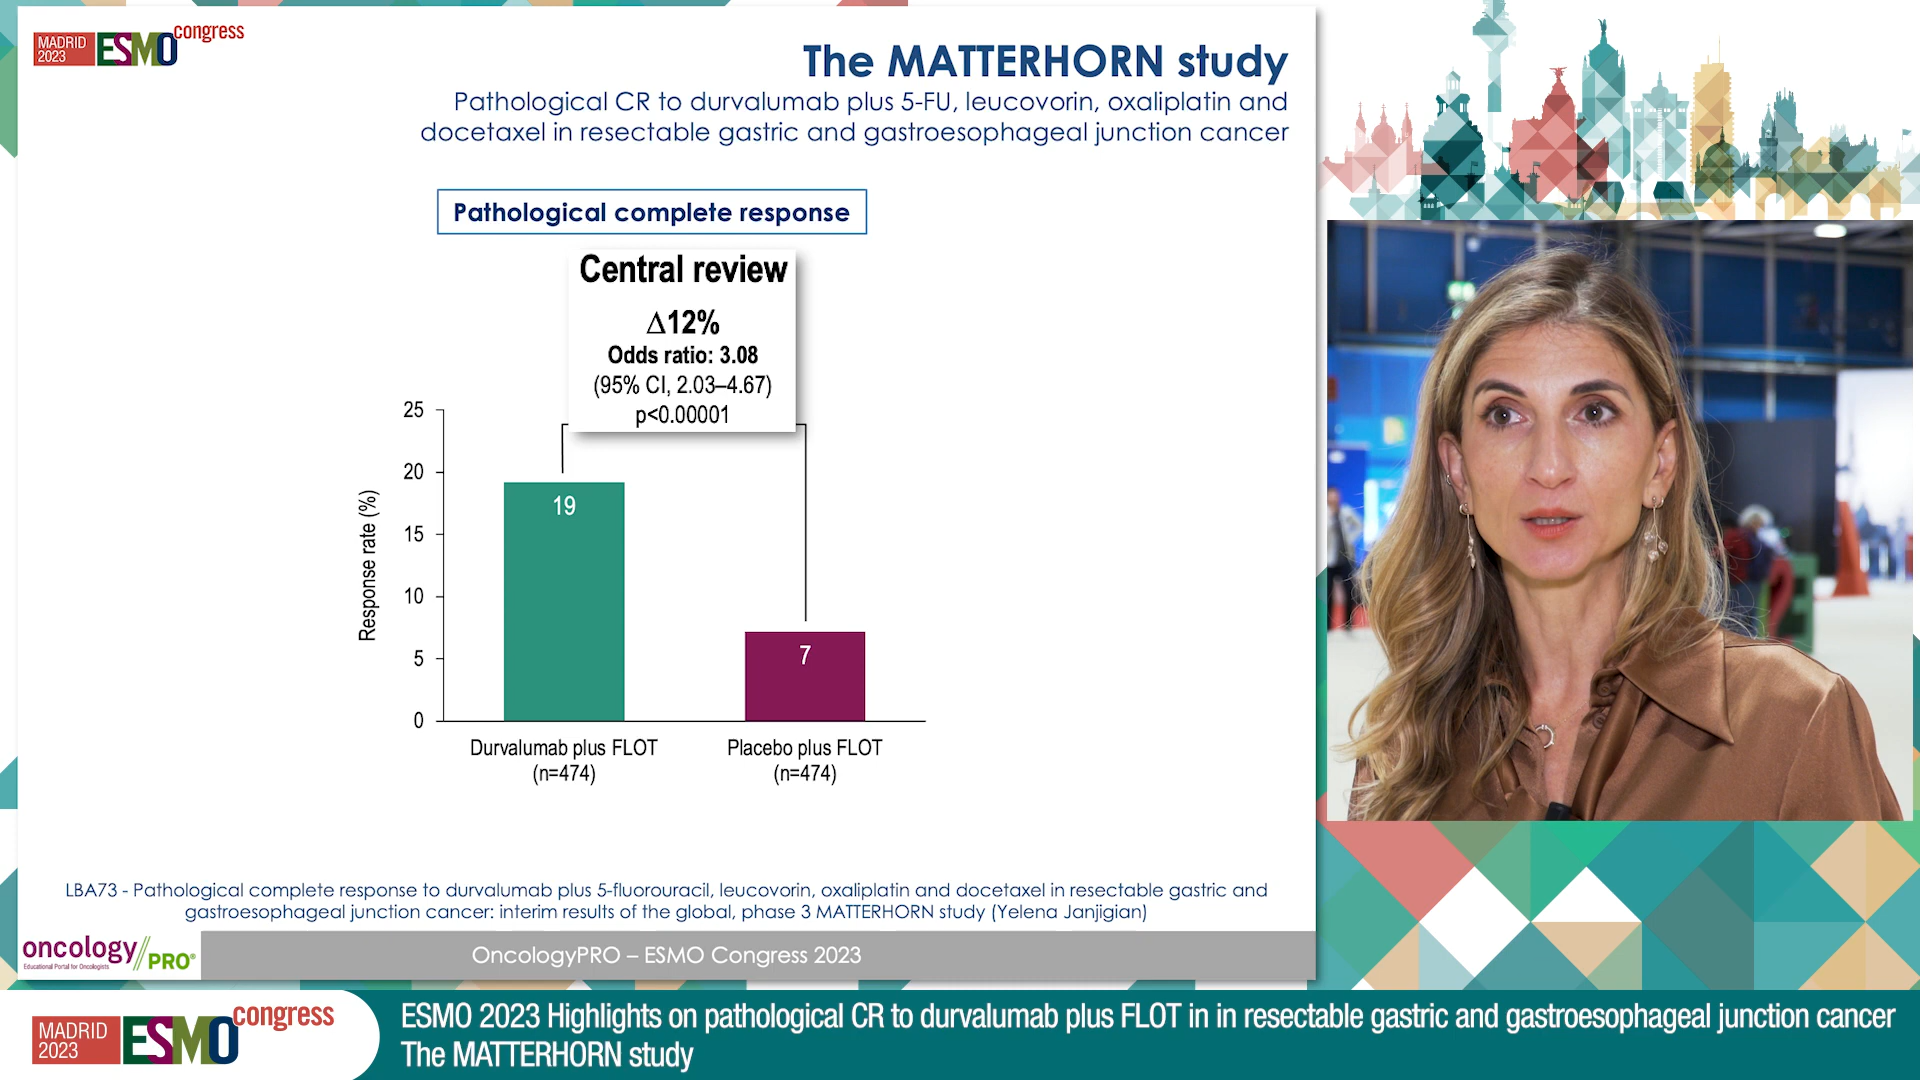 MADRID
2023
ESMO
congress
The MATTERHORN study
Pathological CR to durvalumab plus 5-FU, leucovorin, oxaliplatin and
docetaxel in resectable gastric and gastroesophageal junction cancer
Pathological complete response
Central review
Δ12%
Odds ratio: 3.08
(95% CI, 2.03–4.67)
p<0.00001
Response rate (%)
25
20
15
10
5
0
19
7
Durvalumab plus FLOT
(n=474)
Placebo plus FLOT
(n=474)
LBA73 - Pathological complete response to durvalumab plus 5-fluorouracil, leucovorin, oxaliplatin and docetaxel in resectable gastric and
gastroesophageal junction cancer: interim results of the global, phase 3 MATTERHORN study (Yelena Janjigian)
oncology//PRO®
Educational Portal for Oncologists
OncologyPRO – ESMO Congress 2023
MADRID
2023
ESMO
congress
ESMO 2023 Highlights on pathological CR to durvalumab plus FLOT in in resectable gastric and gastroesophageal junction cancer
The MATTERHORN study